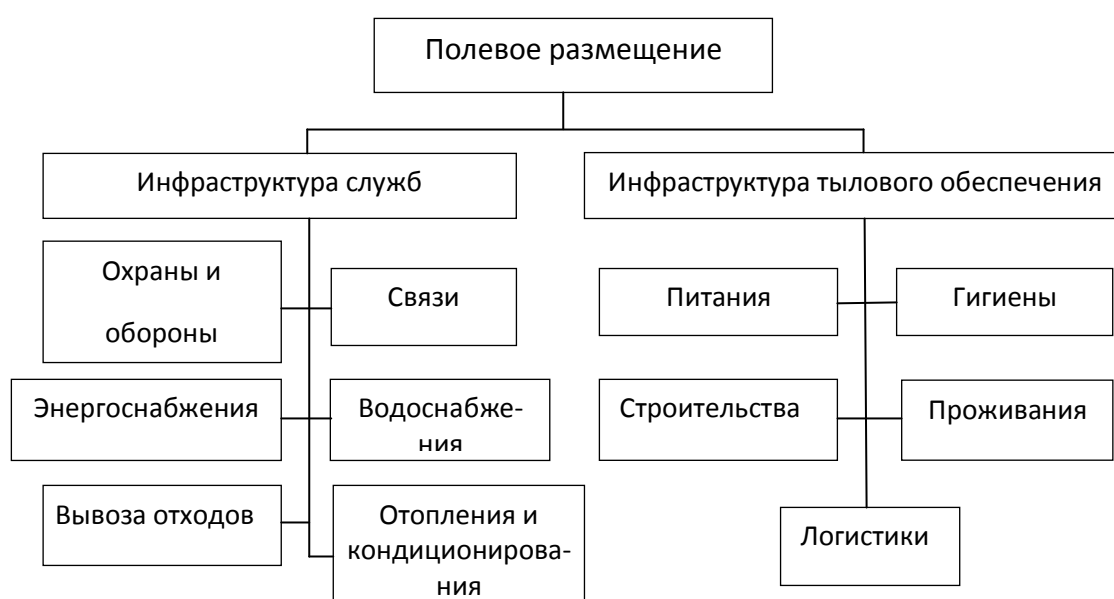 Полевое размещение
Инфраструктура служб
Инфраструктура тылового обеспечения
Охраны и
обороны
Связи
Питания
Гигиены
Энергоснабжения
Водоснабже-
ния
Строительства
Проживания
Вывоза отходов
Отопления и
кондиционирова-
ния
Логистики